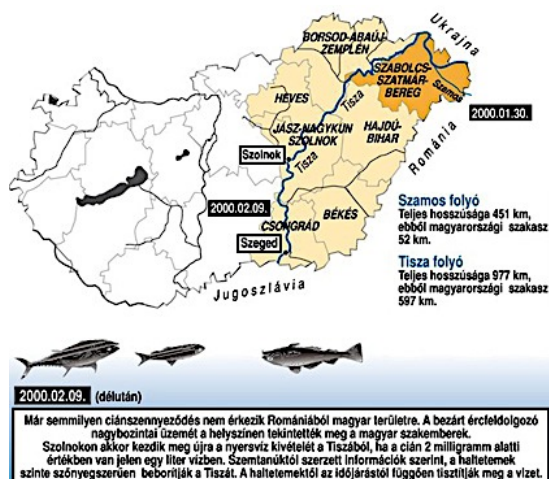 Ukrajna
BORSOD-ABAÚJ-
ZEMPLÉN
SZABOLCS-
SZATMÁR-
BEREG
Szamos
2000.01.30.
HEVES
Tisza
JÁSZ-NAGYKUN
SZOLNOK
HAJDÚ-
BIHAR
Románia
Szolnok
Tisza
2000.02.09.
BÉKÉS
CSONGRÁD
Szeged
Jugoszlávia
Szamos folyó
Teljes hosszúsága 451 km,
ebből magyarországi szakasz
52 km.
Tisza folyó
Teljes hosszúsága 977 km,
ebből magyarországi szakasz
597 km.
2000.02.09. (délután)
Már semmilyen ciánszennyeződés nem érkezik Romániából magyar területre. A bezárt ércfeldolgozó
nagybozintai üzemét a helyszínen tekintették meg a magyar szakemberek.
Szolnokon akkor kezdik meg újra a nyersvíz kivételét a Tiszából, ha a cián 2 milligramm alatti
értékben van jelen egy liter vízben. Szemtanúktól szerzett információk szerint, a haltetemek
szinte szőnyegszerűen beborítják a Tiszát. A haltetemektől az időjárástól függően tisztítják meg a vizet.